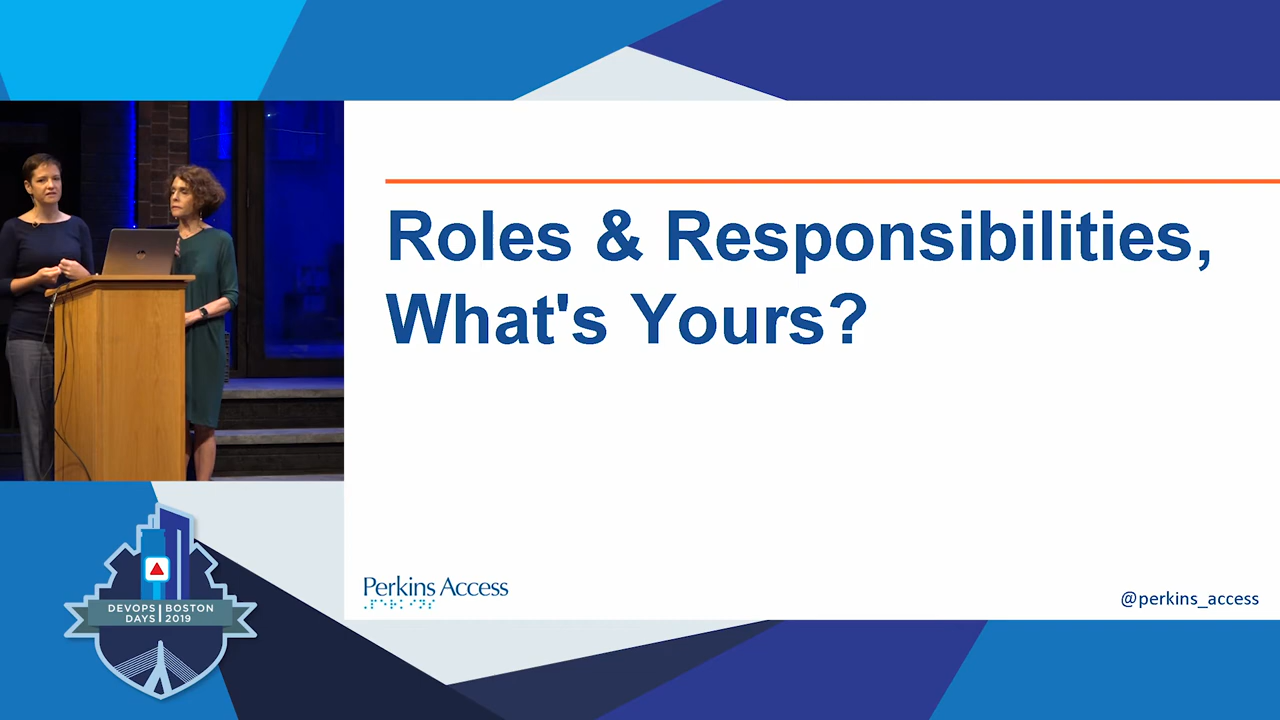 Roles & Responsibilities,
What's Yours?
Perkins Access
⠠⠏⠑⠗⠅⠊⠝⠎
@perkins_access
DEVOPS BOSTON
DAYS 2019